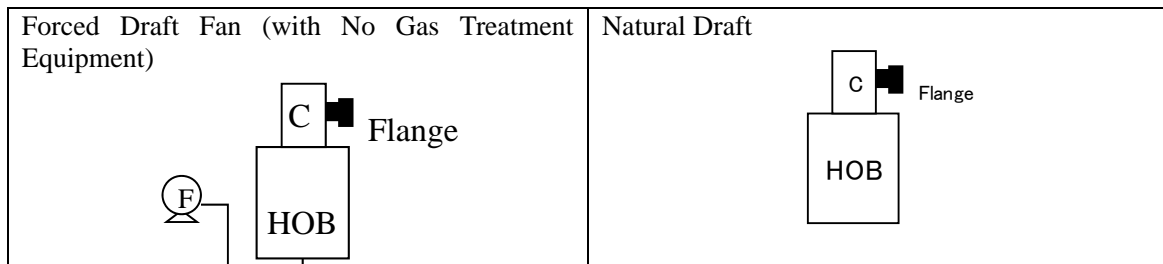 Forced Draft Fan (with No Gas Treatment
Equipment)
C
Flange
F
HOB
Natural Draft
C
Flange
HOB